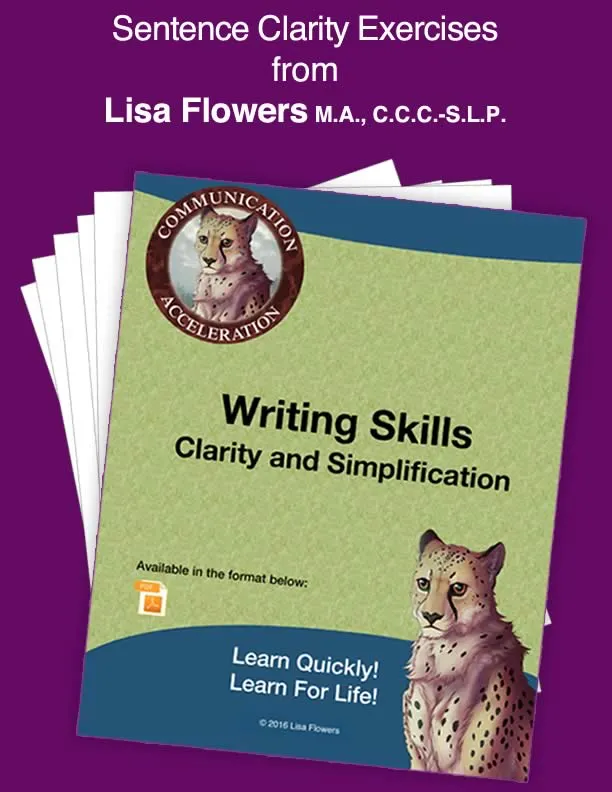 Sentence Clarity Exercises
from
Lisa Flowers M.A., C.C.C.-S.L.P.
COMMUNICATION
ACCELERATION
Writing Skills
Clarity and Simplification
Available in the format below:
PDF
Learn Quickly!
Learn For Life!
© 2016 Lisa Flowers